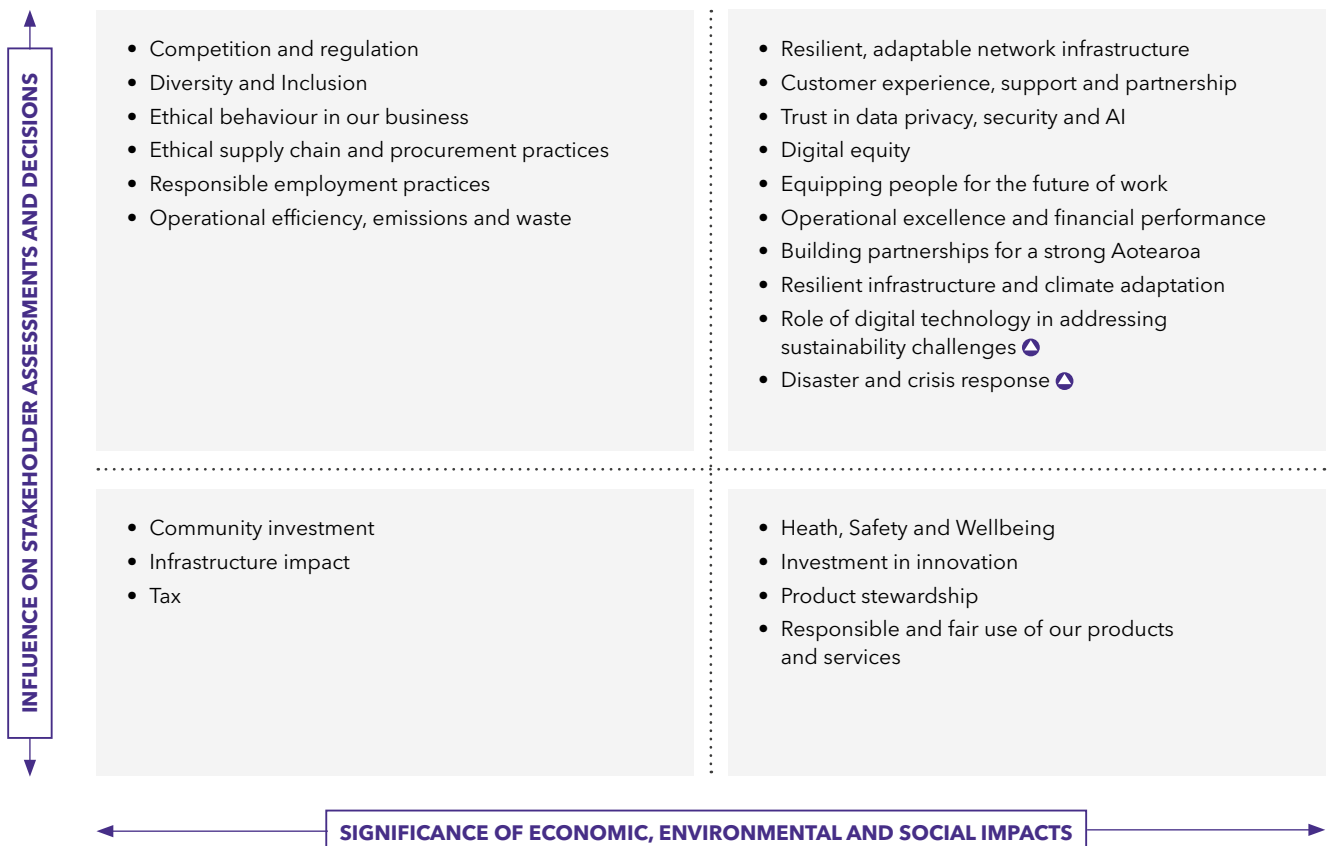 INFLUENCE ON STAKEHOLDER ASSESSMENTS AND DECISIONS
• Competition and regulation
• Diversity and Inclusion
• Ethical behaviour in our business
• Ethical supply chain and procurement practices
• Responsible employment practices
• Operational efficiency, emissions and waste
• Resilient, adaptable network infrastructure
• Customer experience, support and partnership
• Trust in data privacy, security and AI
• Digital equity
• Equipping people for the future of work
• Operational excellence and financial performance
• Building partnerships for a strong Aotearoa
• Resilient infrastructure and climate adaptation
• Role of digital technology in addressing
sustainability challenges
• Disaster and crisis response
• Community investment
• Infrastructure impact
• Tax
• Heath, Safety and Wellbeing
• Investment in innovation
• Product stewardship
• Responsible and fair use of our products
and services
SIGNIFICANCE OF ECONOMIC, ENVIRONMENTAL AND SOCIAL IMPACTS